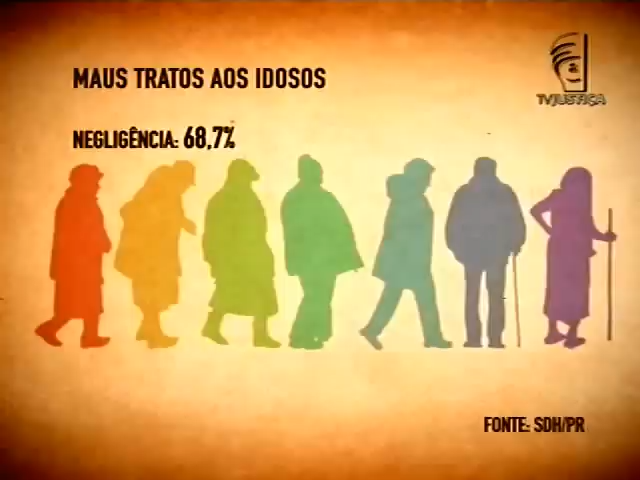 MAUS TRATOS AOS IDOSOS
TVJUSTIÇA
NEGLIGÊNCIA: 68,7%
FONTE: SDH/PR